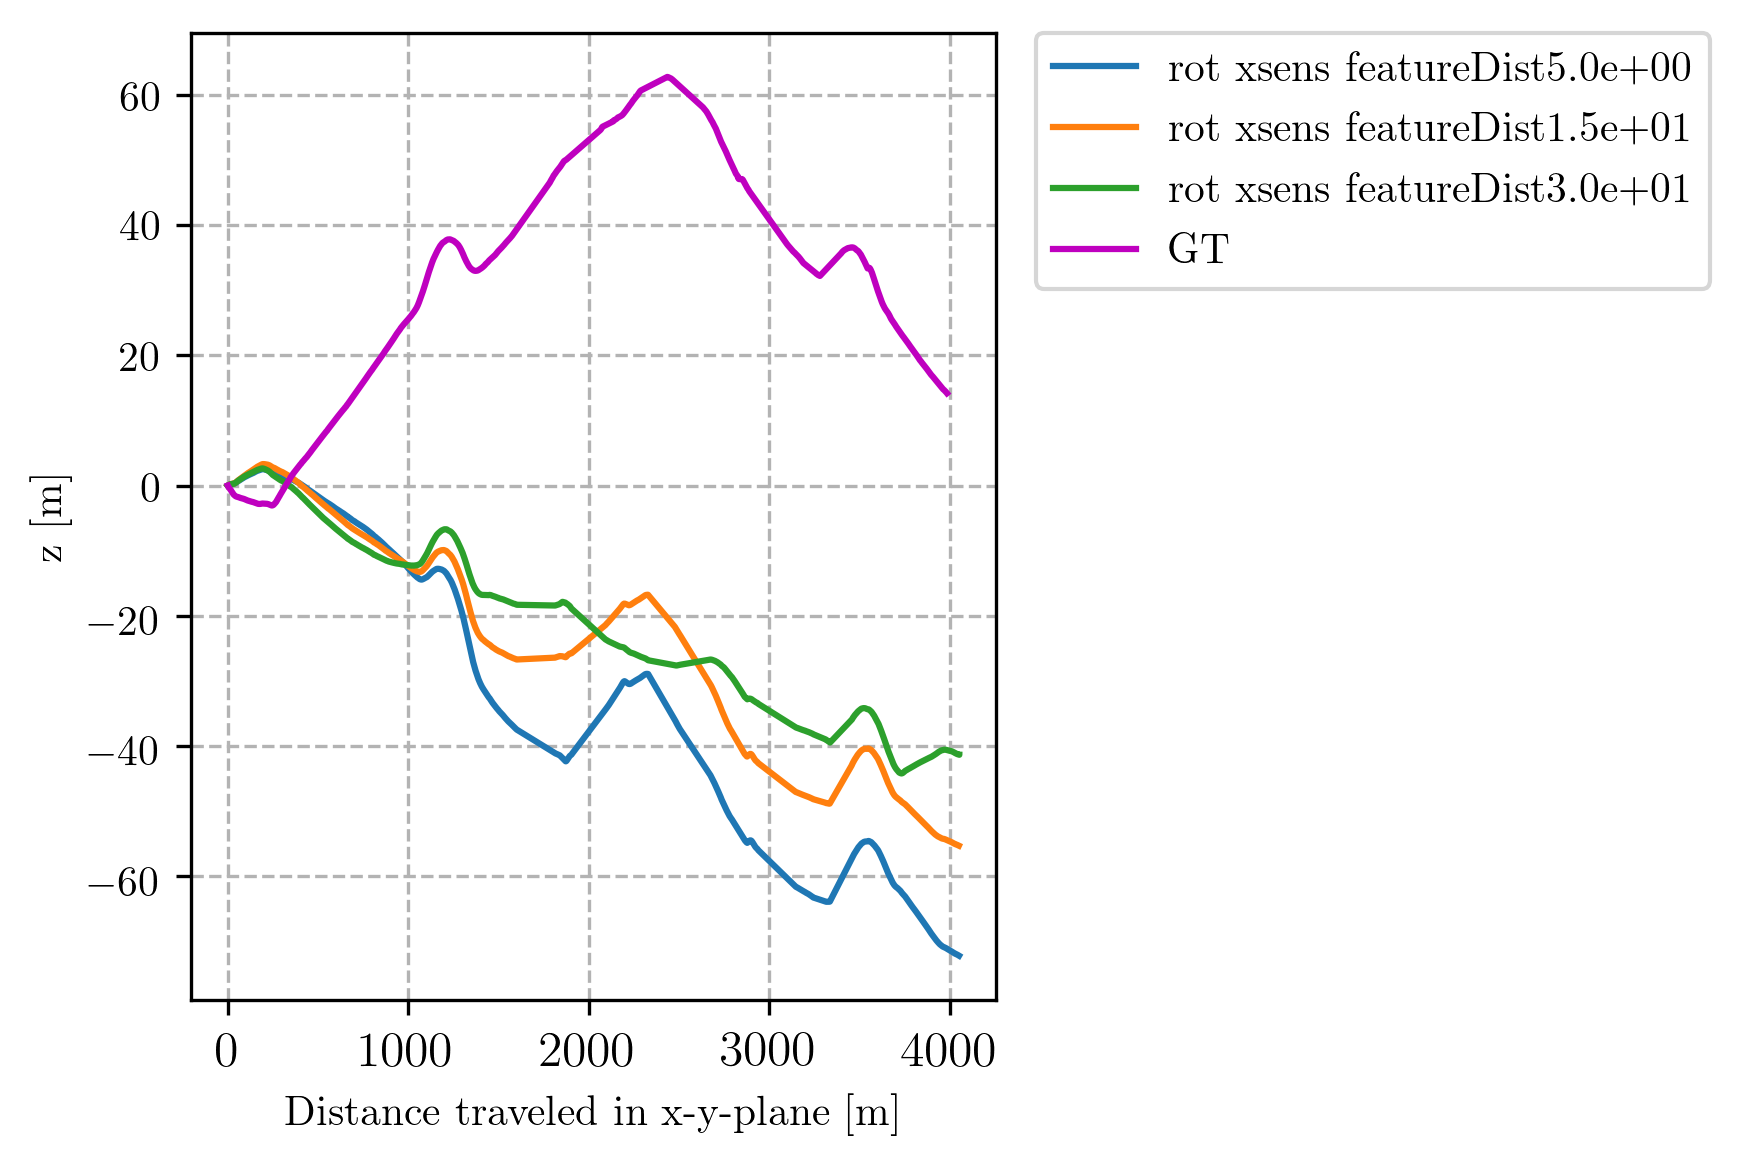 rot xsens featureDist5.0e+00
rot xsens featureDist1.5e+01
rot xsens featureDist3.0e+01
GT
z [m]
60
40
20
0
−20
−40
−60
0 1000 2000 3000 4000
Distance traveled in x-y-plane [m]